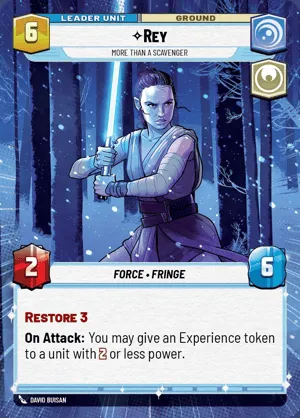 LEADER UNIT
GROUND
6
✧REY
MORE THAN A SCAVENGER
2
FORCE • FRINGE
6
RESTORE 3
On Attack: You may give an Experience token
to a unit with 2 or less power.
DAVID BUISAN